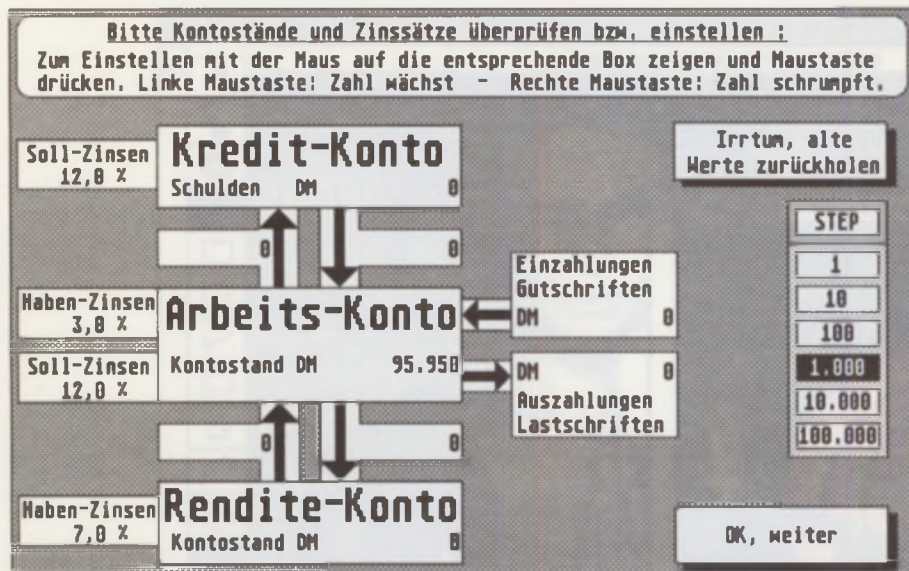 Bitte Kontostände und Zinssätze überprüfen bzw. einstellen :
Zum Einstellen mit der Maus auf die entsprechende Box zeigen und Maustaste
drücken. Linke Maustaste: Zahl wächst - Rechte Maustaste: Zahl schrumpft.
Soll-Zinsen
12,0 %
Kredit-Konto
Schulden DM 0
Irrtum, alte
Werte zurückholen
0 0
Haben-Zinsen
3,0 %
Soll-Zinsen
12,0 %
Arbeits-Konto
Kontostand DM 95.950
Einzahlungen
Gutschriften
DM 0
DM 0
Auszahlungen
Lastschriften
0 0
Haben-Zinsen
7,0 %
Rendite-Konto
Kontostand DM 0
STEP
1
10
100
1.000
10.000
100.000
OK, weiter